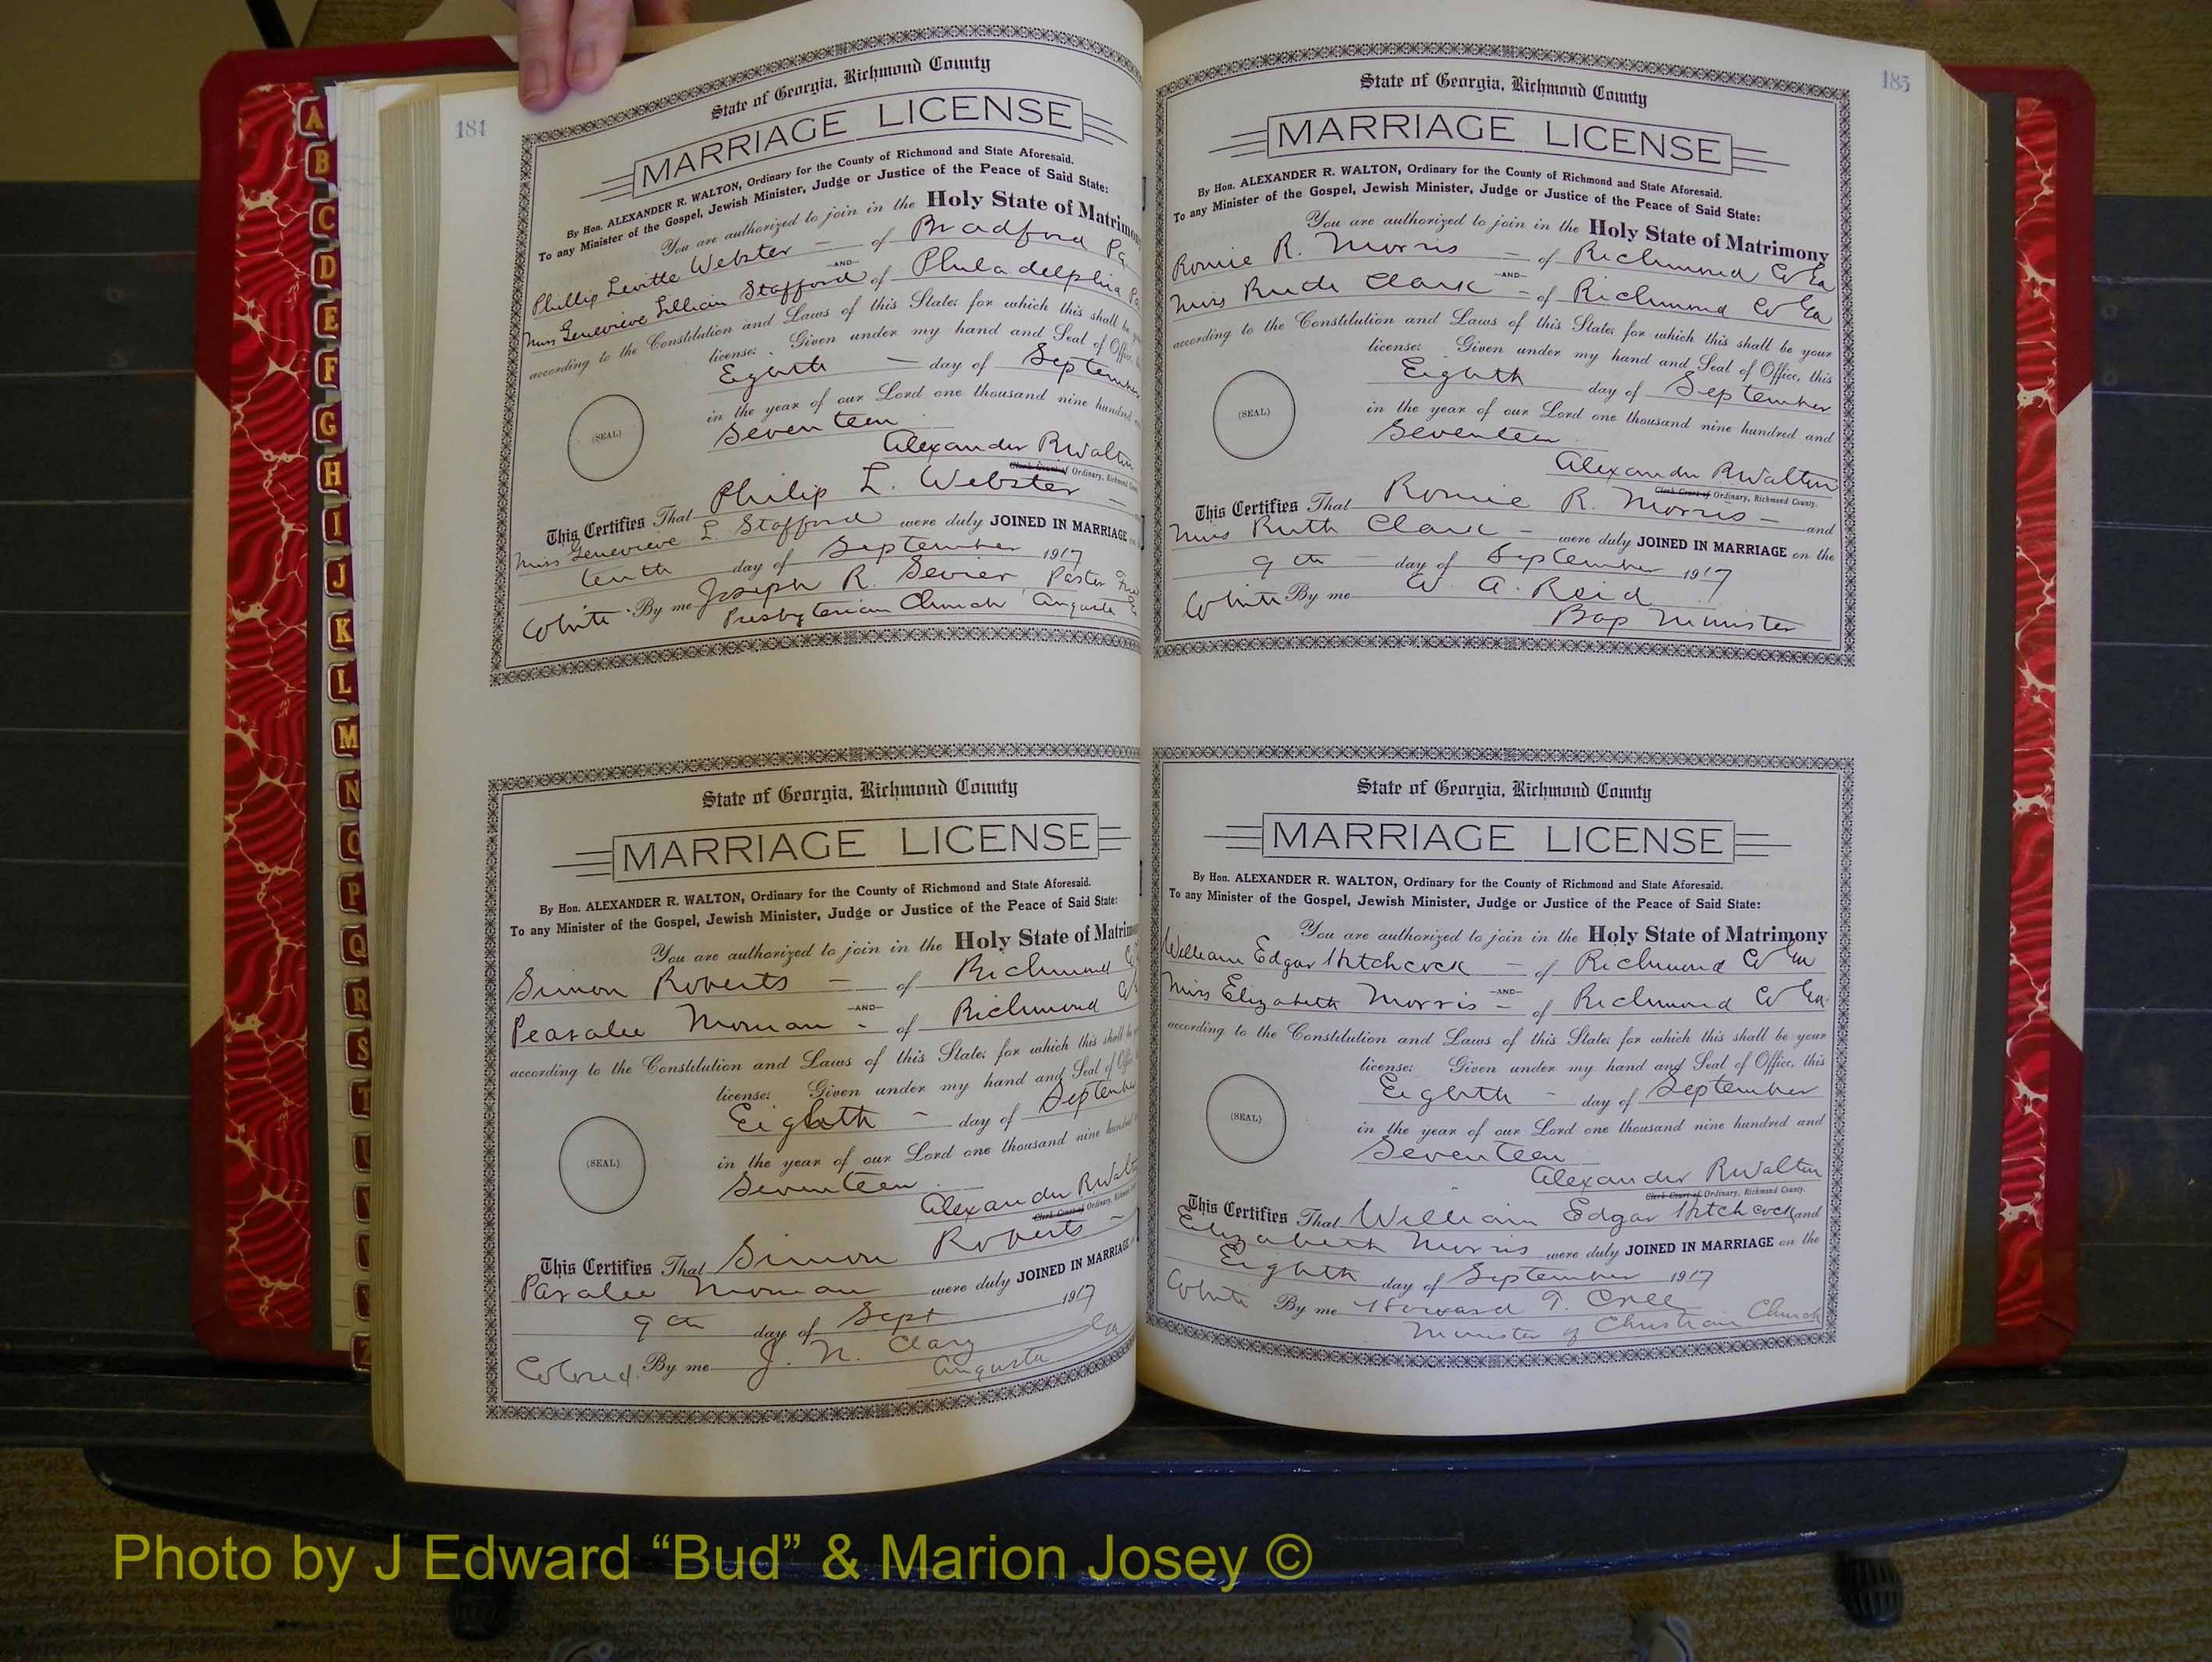 184
State of Georgia, Richmond County
MARRIAGE LICENSE
By Hon. ALEXANDER R. WALTON, Ordinary for the County of Richmond and State Aforesaid.
To any Minister of the Gospel, Jewish Minister, Judge or Justice of the Peace of Said State:
You are authorized to join in the Holy State of Matrimony
Phillip Webster of Bradford Pa
AND
Miss Genevieve Lillian Stafford of Philadelphia Pa
according to the Constitution and Laws of this State; for which this shall be
license: Given under my hand and Seal of Office,
Eighth day of September
in the year of our Lord one thousand nine hundred
(SEAL)
Seventeen
Alexander R Walton
Clerk Court of Ordinary, Richmond County
This Certifies That Philip L. Webster
Miss Genevieve L. Stafford were duly JOINED IN MARRIAGE
tenth day of September 1917
White By me Joseph R. Sevier, Pastor
Presbyterian Church Augusta
State of Georgia, Richmond County
MARRIAGE LICENSE
By Hon. ALEXANDER R. WALTON, Ordinary for the County of Richmond and State Aforesaid.
To any Minister of the Gospel, Jewish Minister, Judge or Justice of the Peace of Said State:
You are authorized to join in the Holy State of Matrimony
Simon Roberts of Richmond
AND
Pearalee Morman of Richmond
according to the Constitution and Laws of this State; for which this shall be
license: Given under my hand and Seal of Office
Eighth day of September
in the year of our Lord one thousand nine hundred
(SEAL)
Seventeen
Alexander R Walton
Clerk Court of Ordinary,
This Certifies That Simon Roberts
Paralee Morman were duly JOINED IN MARRIAGE
9th day of Sept 1917
Colored. By me J. N. Clary
Augusta Ga
185
State of Georgia, Richmond County
MARRIAGE LICENSE
By Hon. ALEXANDER R. WALTON, Ordinary for the County of Richmond and State Aforesaid.
To any Minister of the Gospel, Jewish Minister, Judge or Justice of the Peace of Said State:
You are authorized to join in the Holy State of Matrimony
Romie R. Morris of Richmond Co Ga
AND
Miss Clark of Richmond Co Ga
according to the Constitution and Laws of this State; for which this shall be your
license: Given under my hand and Seal of Office, this
Eighth day of September
in the year of our Lord one thousand nine hundred and
(SEAL)
Seventeen
Alexander R Walton
Clerk Court of Ordinary, Richmond County.
This Certifies That Romie R. Morris and
Miss Ruth Clark were duly JOINED IN MARRIAGE on the
9th day of September 1917
White By me W. A. Reid
Bap Minister
State of Georgia, Richmond County
MARRIAGE LICENSE
By Hon. ALEXANDER R. WALTON, Ordinary for the County of Richmond and State Aforesaid.
To any Minister of the Gospel, Jewish Minister, Judge or Justice of the Peace of Said State:
You are authorized to join in the Holy State of Matrimony
William Edgar Hitchcock of Richmond Co Ga
AND
Miss Elizabeth Morris of Richmond Co Ga.
according to the Constitution and Laws of this State; for which this shall be your
license: Given under my hand and Seal of Office, this
Eighth day of September
in the year of our Lord one thousand nine hundred and
(SEAL)
Seventeen
Alexander R Walton
Clerk Court of Ordinary, Richmond County.
This Certifies That William Edgar Hitchcock and
Elizabeth Morris were duly JOINED IN MARRIAGE on the
Eighth day of September 1917
White By me Howard T. Cree
Minister of Christian Church
A
B
C
D
E
F
G
H
I
J
K
L
M
N
O
P
Q
R
S
T
Photo by J Edward “Bud” & Marion Josey ©